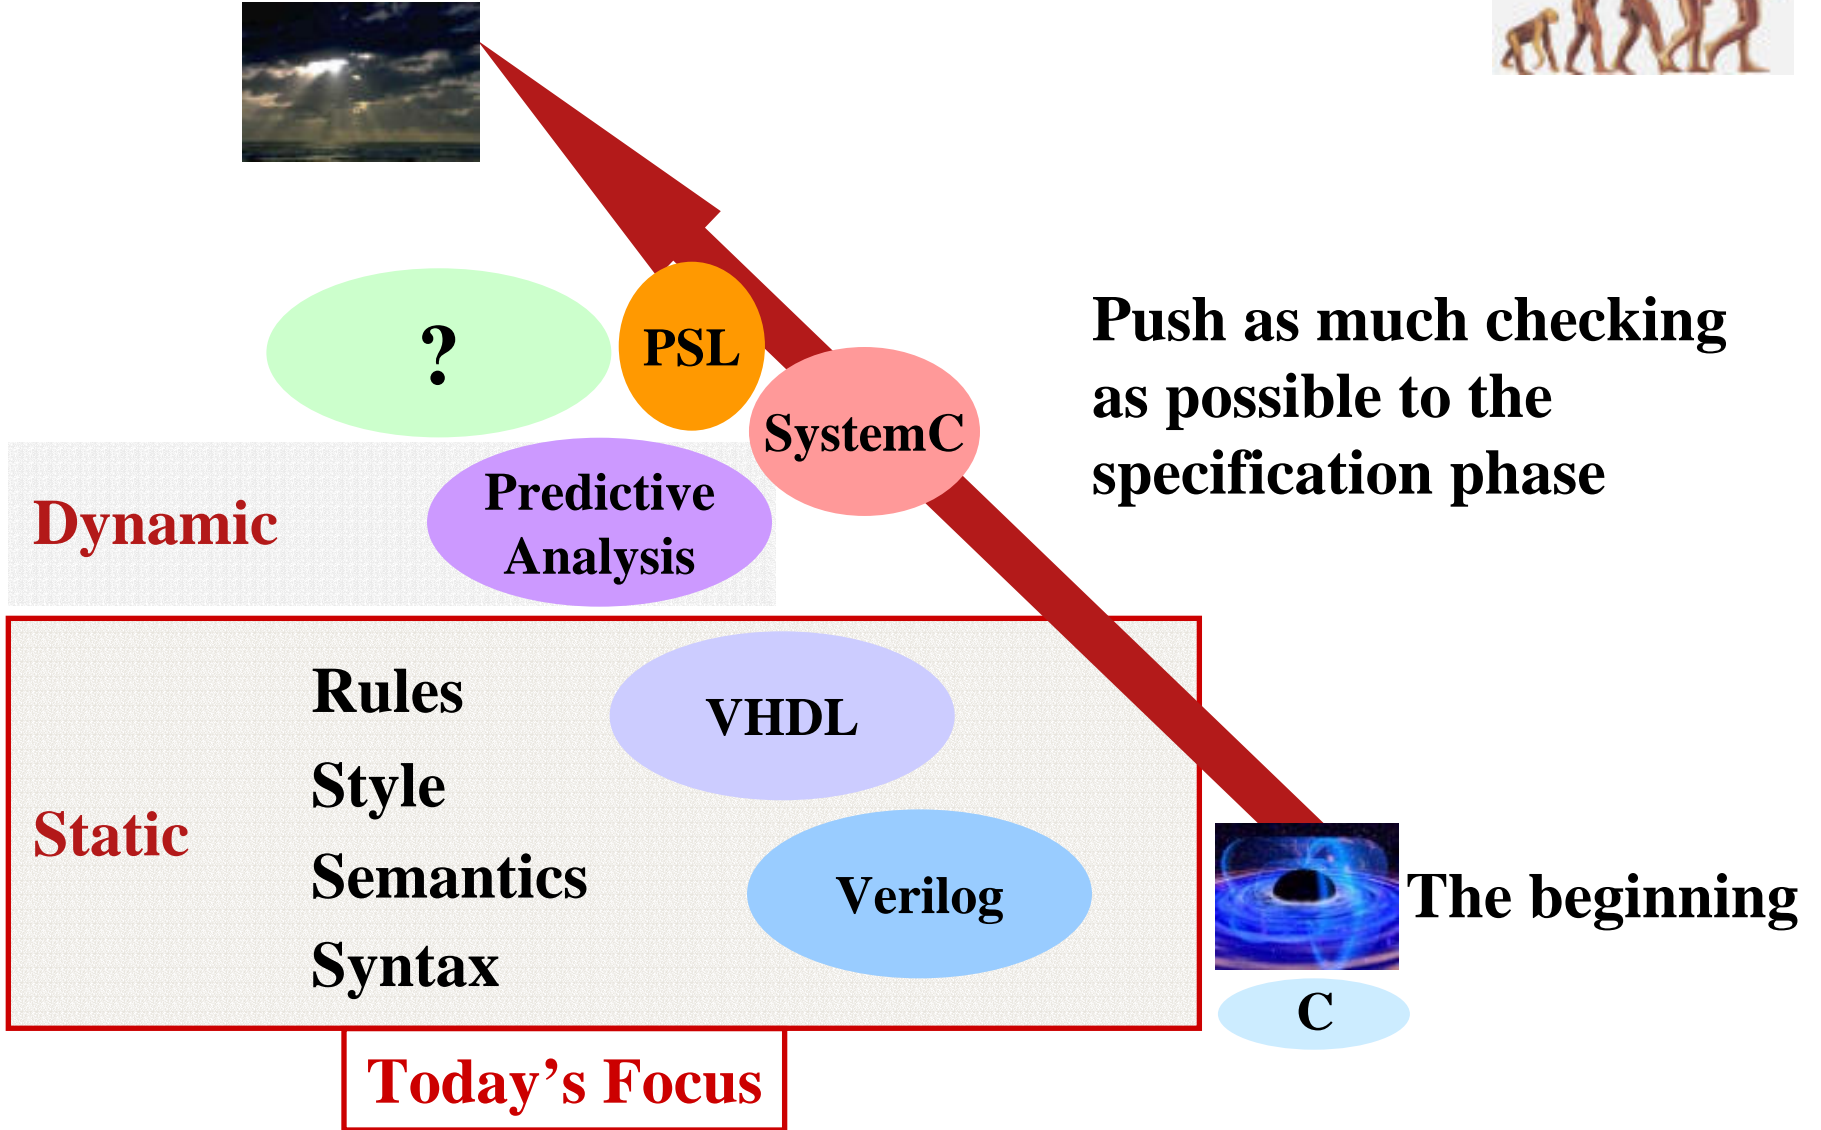 ?
PSL
SystemC
Push as much checking
as possible to the
specification phase
Dynamic
Predictive
Analysis
Static
Rules
Style
Semantics
Syntax
VHDL
Verilog
The beginning
C
Today’s Focus